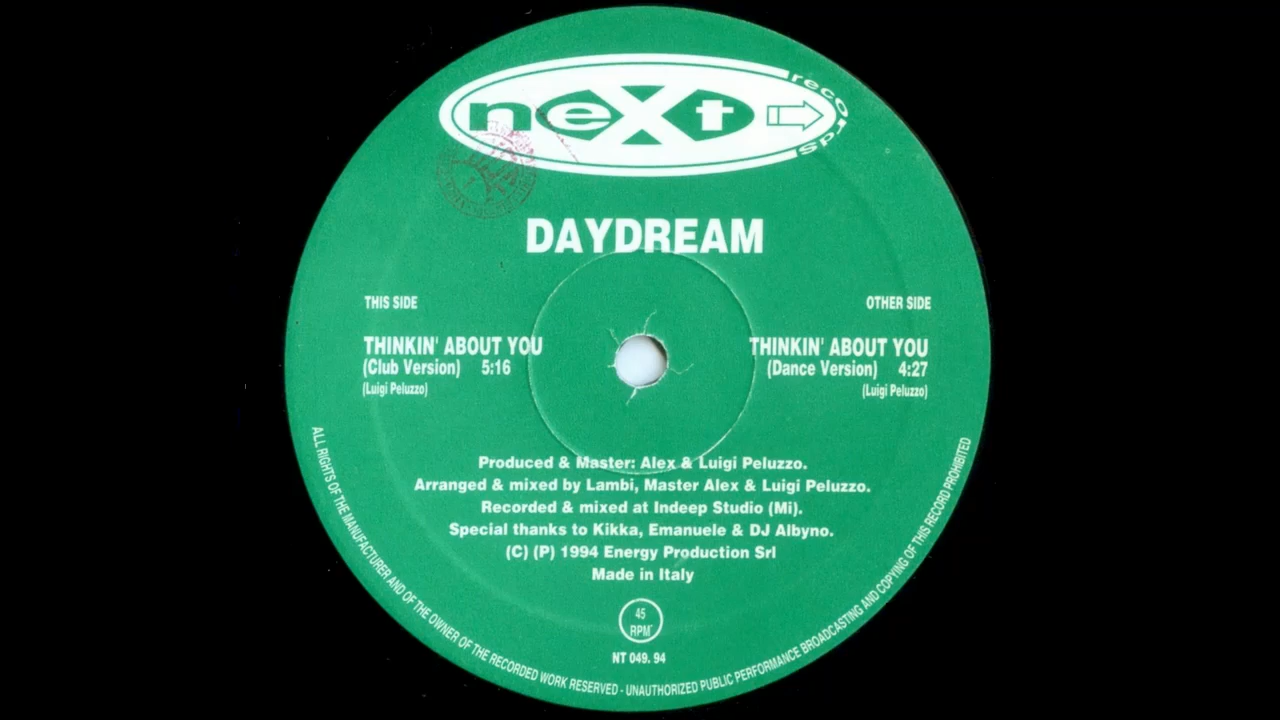 neXt records
DAYDREAM
THIS SIDE
OTHER SIDE
THINKIN' ABOUT YOU
(Club Version) 5:16
(Luigi Peluzzo)
THINKIN' ABOUT YOU
(Dance Version) 4:27
(Luigi Peluzzo)
Produced & Master: Alex & Luigi Peluzzo.
Arranged & mixed by Lambi, Master Alex & Luigi Peluzzo.
Recorded & mixed at Indeep Studio (Mi).
Special thanks to Kikka, Emanuele & DJ Albyno.
(C) (P) 1994 Energy Production Srl
Made in Italy
45
RPM
NT 049. 94
ALL RIGHTS OF THE MANUFACTURER AND OF THE OWNER OF THE RECORDED WORK RESERVED - UNAUTHORIZED PUBLIC PERFORMANCE BROADCASTING AND COPYING OF THIS RECORD PROHIBITED